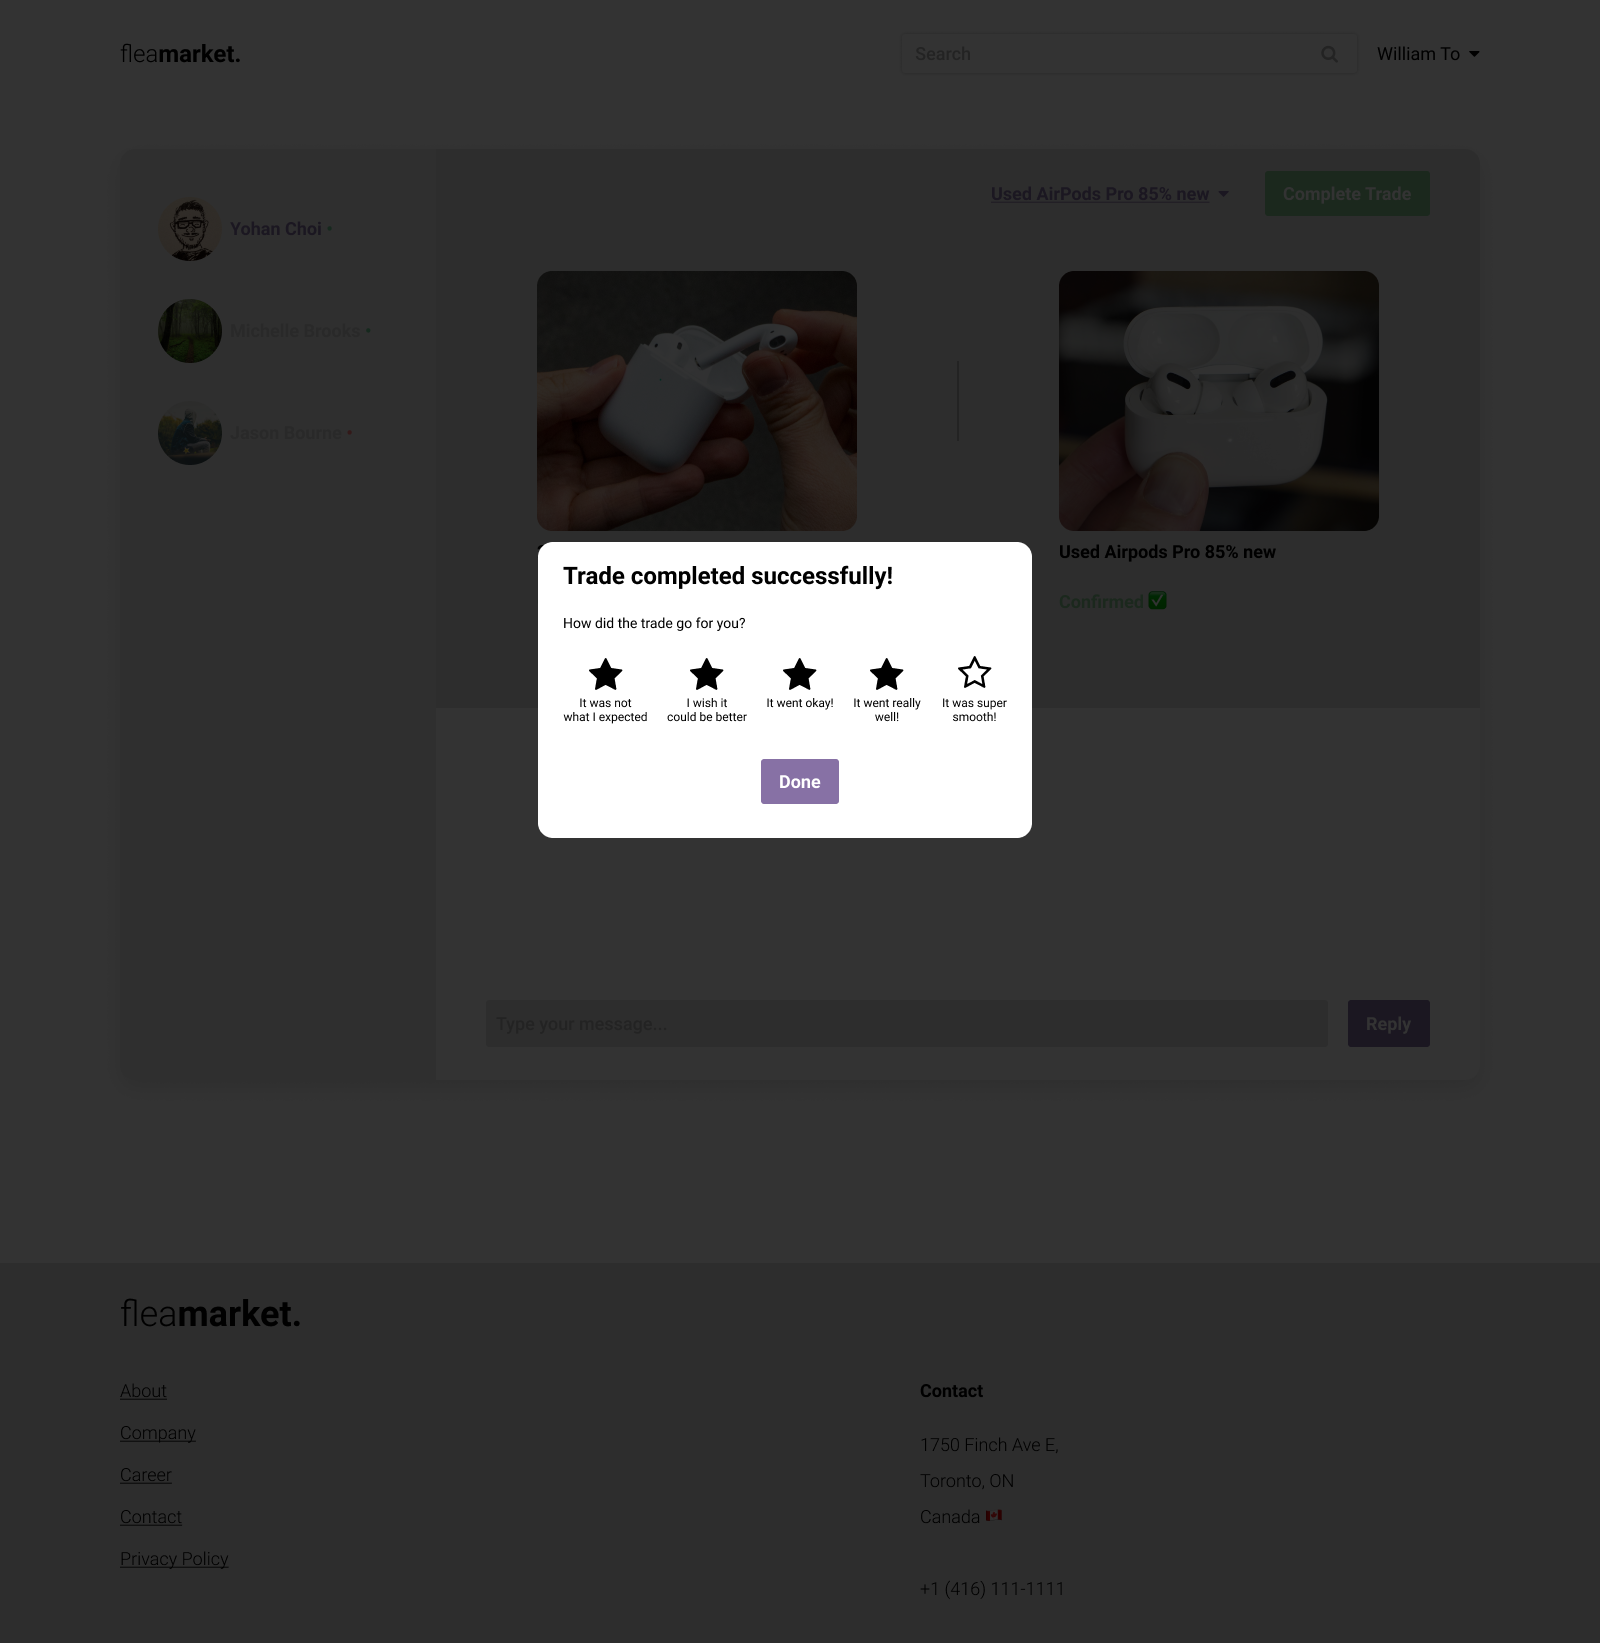 fleamarket.
Search
William To
Used AirPods Pro 85% new
Complete Trade
Yohan Choi
Michelle Brooks
Jason Bourne
Used Airpods Pro 85% new
Confirmed ✅
Trade completed successfully!
How did the trade go for you?
It was not
what I expected
I wish it
could be better
It went okay!
It went really
well!
It was super
smooth!
Done
Type your message...
Reply
fleamarket.
About
Company
Career
Contact
Privacy Policy
Contact
1750 Finch Ave E,
Toronto, ON
Canada 🇨🇦
+1 (416) 111-1111